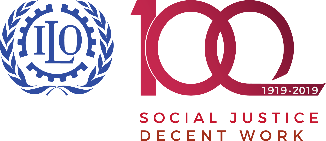 ILO
100
1919-2019
SOCIAL JUSTICE
DECENT WORK